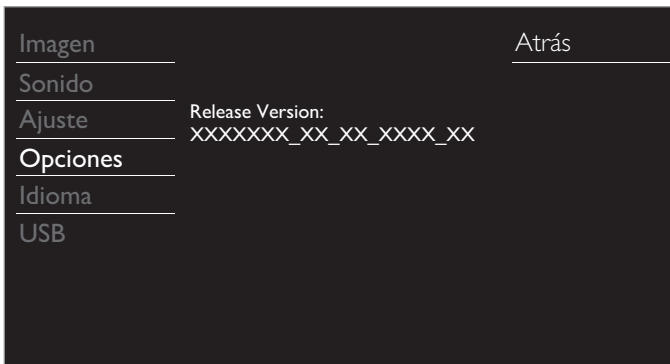 Imagen
Sonido
Ajuste
Opciones
Idioma
USB
Release Version:
XXXXXXX_XX_XX_XXXX_XX
Atrás